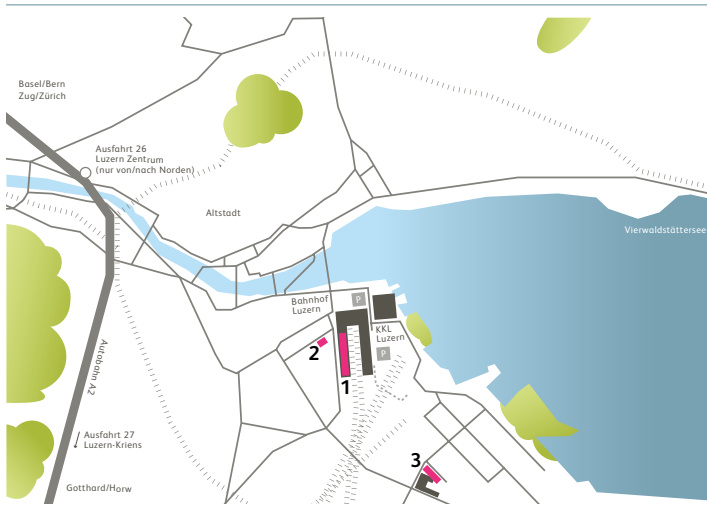 Basel/Bern
Zug/Zürich
Ausfahrt 26
Luzern Zentrum
(nur von/nach Norden)
Altstadt
Vierwaldstättersee
Bahnhof
Luzern
P
KKL
Luzern
P
2
1
Autobahn A2
Ausfahrt 27
Luzern-Kriens
3
Gotthard/Horw